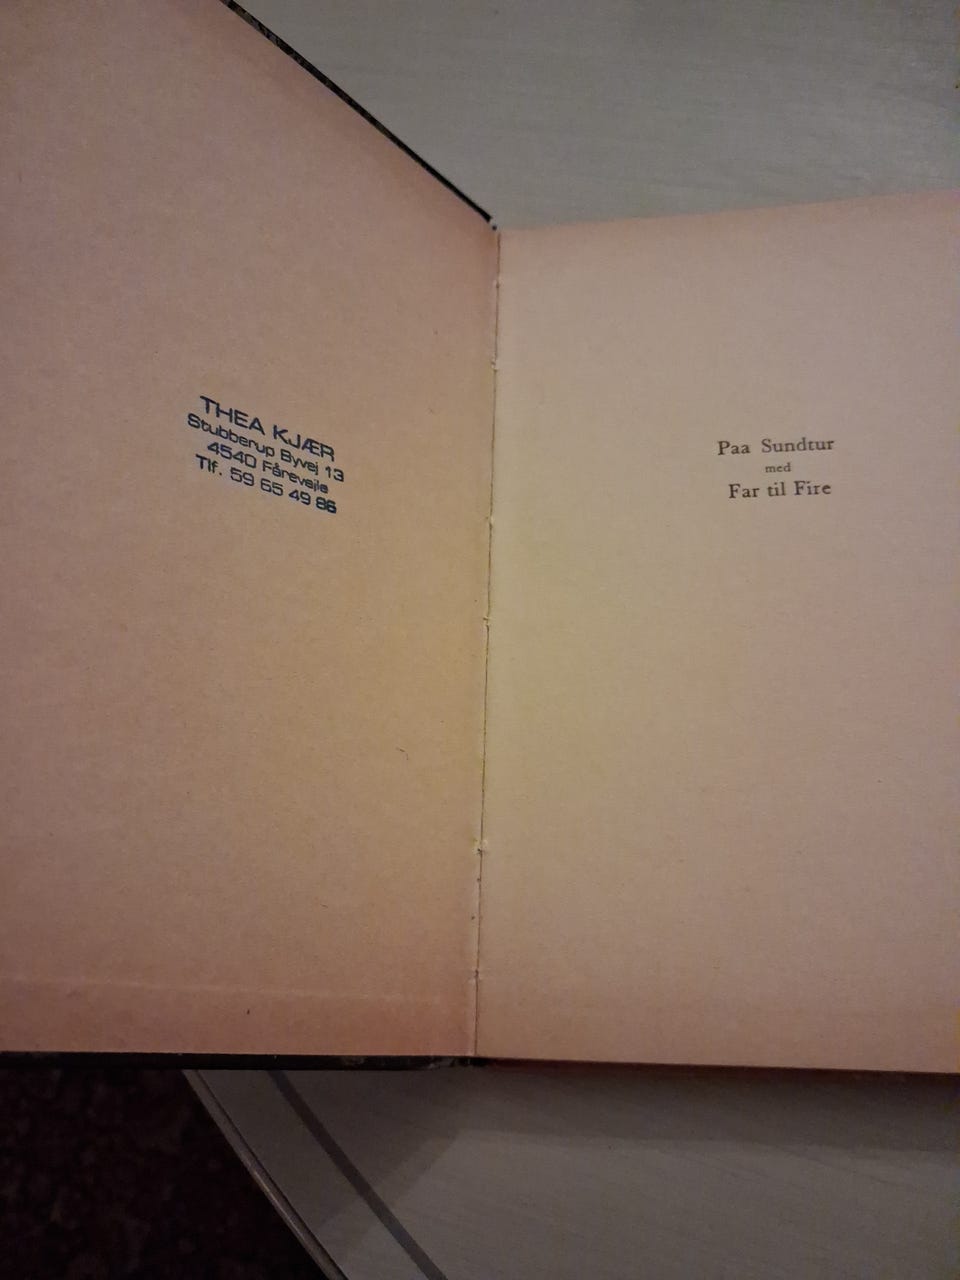 THEA KJÆR
Stubberup Byvej 13
4540 Fårevejle
Tlf. 59 65 49 86
Paa Sundtur
med
Far til Fire